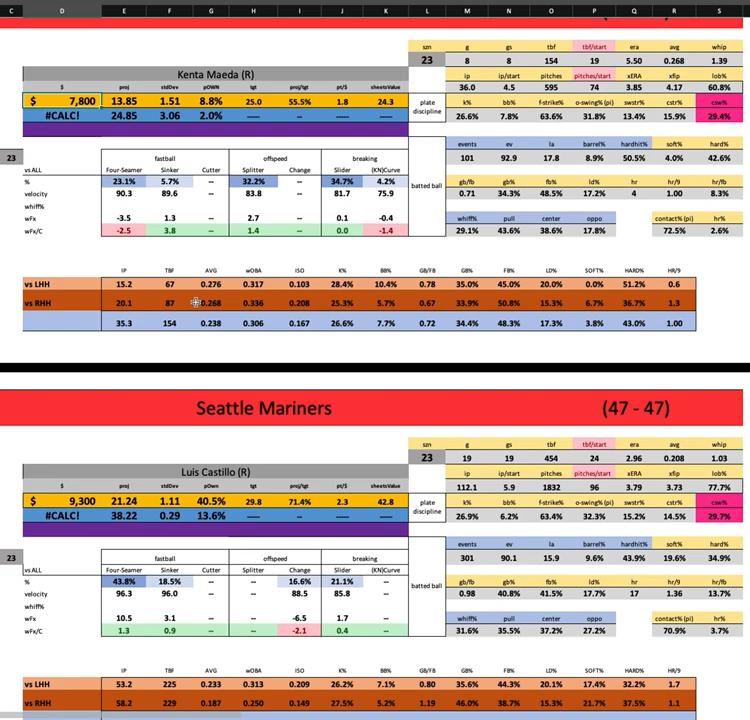 C D E F G H I J K L M N O P Q R S
szn g gs tbf tbf/start era avg whip
23 8 8 154 19 5.50 0.268 1.39
Kenta Maeda (R) ip ip/start pitches pitches/start xERA xfip lob%
$ proj stdDev pOWN tgt proj/tgt pt/$ sheetsValue 36.0 4.5 595 74 3.85 4.17 60.8%
$ 7,800 13.85 1.51 8.8% 25.0 55.5% 1.8 24.3 plate discipline k% bb% f-strike% o-swing% (pi) swstr% cstr% csw%
#CALC! 24.85 3.06 2.0% ---- -- ---- 26.6% 7.8% 63.6% 31.8% 13.4% 15.9% 29.4%
events ev la barrel% hardhit% soft% hard%
23 fastball offspeed breaking 101 92.9 17.8 8.9% 50.5% 4.0% 42.6%
vs ALL Four-Seamer Sinker Cutter Splitter Change Slider (KN)Curve
% 23.1% 5.7% -- 32.2% -- 34.7% 4.2% batted ball gb/fb gb% fb% ld% hr hr/9 hr/fb
velocity 90.3 89.6 -- 83.8 -- 81.7 75.9 0.71 34.3% 48.5% 17.2% 4 1.00 8.3%
whiff%
wFx -3.5 1.3 2.7 0.1 -0.4 whiff% pull center oppo contact% (pi) hr%
wFx/C -2.5 3.8 -- 1.4 -- 0.0 -1.4 29.1% 43.6% 38.6% 17.8% 72.5% 2.6%
IP TBF AVG wOBA ISO K% BB% GB/FB GB% FB% LD% SOFT% HARD% HR/9
vs LHH 15.2 67 0.276 0.317 0.103 28.4% 10.4% 0.78 35.0% 45.0% 20.0% 0.0% 51.2% 0.6
vs RHH 20.1 87 0.268 0.336 0.208 25.3% 5.7% 0.67 33.9% 50.8% 15.3% 6.7% 36.7% 1.3
35.3 154 0.238 0.306 0.167 26.6% 7.7% 0.72 34.4% 48.3% 17.3% 3.8% 43.0% 1.00
Seattle Mariners (47 - 47)
szn g gs tbf tbf/start era avg whip
23 19 19 454 24 2.96 0.208 1.03
Luis Castillo (R) ip ip/start pitches pitches/start xERA xfip lob%
$ proj stdDev pOwn tgt proj/tgt pt/$ sheetsValue 112.1 5.9 1832 96 3.79 3.73 77.7%
$ 9,300 21.24 1.11 40.5% 29.8 71.4% 2.3 42.8 plate discipline k% bb% f-strike% o-swing% (pi) swstr% cstr% csw%
#CALC! 38.22 0.29 13.6% ---- -- ---- 26.9% 6.2% 63.4% 32.3% 15.2% 14.5% 29.7%
events ev la barrel% hardhit% soft% hard%
23 fastball offspeed breaking 301 90.1 15.9 9.6% 43.9% 19.6% 34.9%
vs ALL Four-Seamer Sinker Cutter Splitter Change Slider (KN)Curve
% 43.8% 18.5% -- -- 16.6% 21.1% -- batted ball gb/fb gb% fb% ld% hr hr/9 hr/fb
velocity 96.3 96.0 -- -- 88.5 85.8 -- 0.98 40.8% 41.5% 17.7% 17 1.36 13.7%
whiff%
wFx 10.5 3.1 -6.5 1.7 whiff% pull center oppo contact% (pi) hr%
wFx/C 1.3 0.9 -- -- -2.1 0.4 -- 31.6% 35.5% 37.2% 27.2% 70.9% 3.7%
IP TBF AVG wOBA ISO K% BB% GB/FB GB% FB% LD% SOFT% HARD% HR/9
vs LHH 53.2 225 0.233 0.313 0.209 26.2% 7.1% 0.80 35.6% 44.3% 20.1% 17.4% 32.2% 1.7
vs RHH 58.2 229 0.187 0.250 0.149 27.5% 5.2% 1.19 46.0% 38.7% 15.3% 21.7% 37.5% 1.1